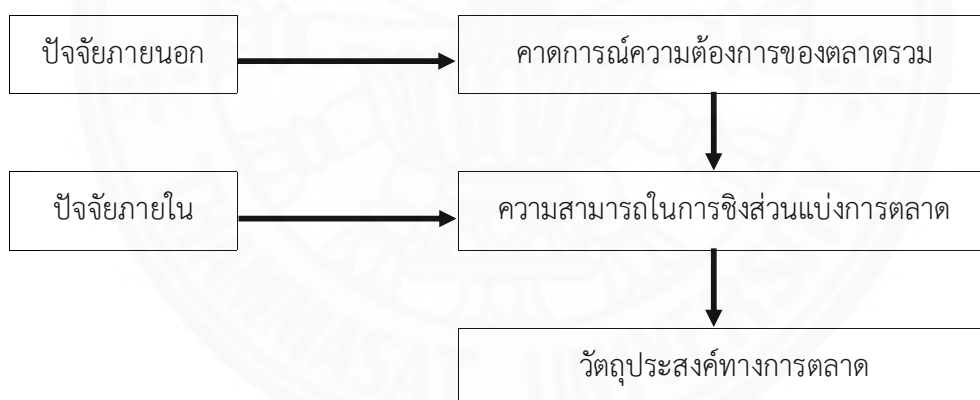 ปัจจัยภายนอก
คาดการณ์ความต้องการของตลาดรวม
ปัจจัยภายใน
ความสามารถในการชิงส่วนแบ่งการตลาด
วัตถุประสงค์ทางการตลาด